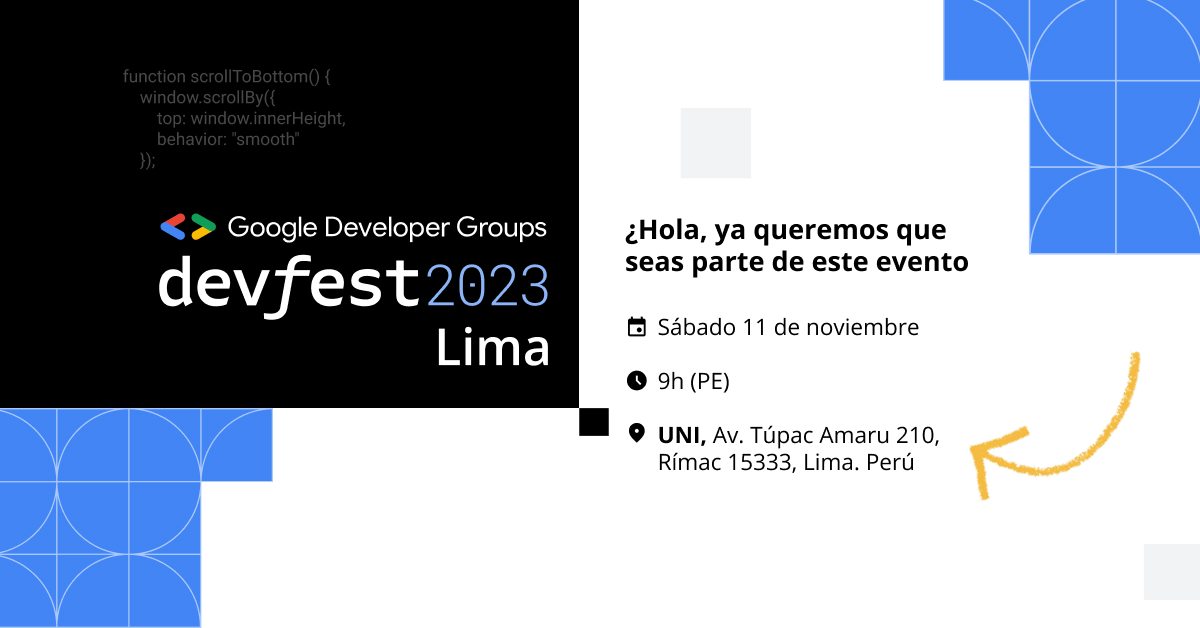 function scrollToBottom() {
window.scrollBy({
top: window.innerHeight,
behavior: "smooth"
});
Google Developer Groups
devfest 2023
Lima
¿Hola, ya queremos que
seas parte de este evento
Sábado 11 de noviembre
9h (PE)
UNI, Av. Túpac Amaru 210,
Rímac 15333, Lima. Perú